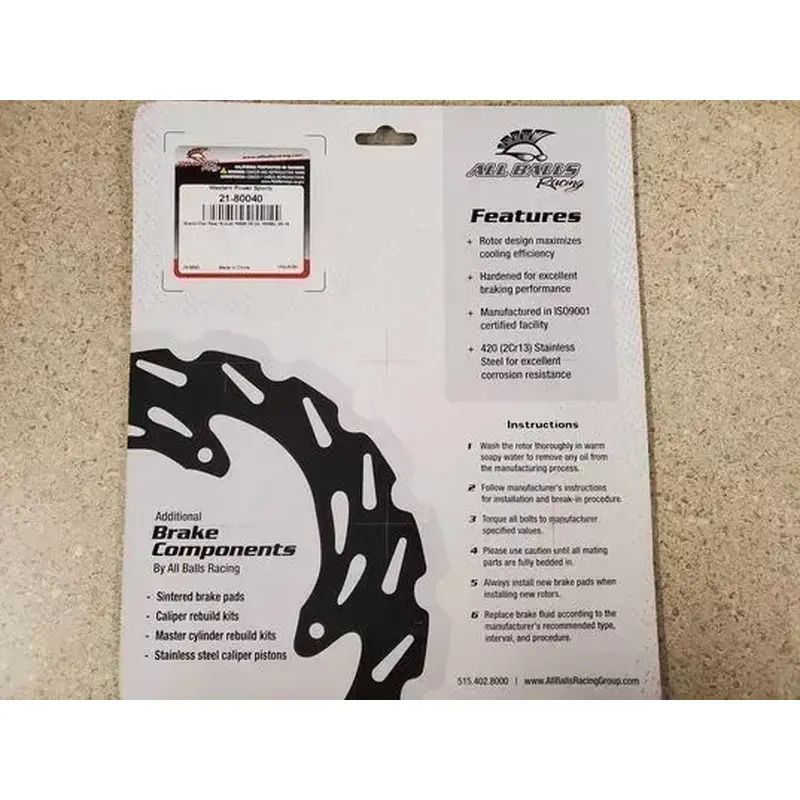 www.allballsracing.com
Western Power Sports
21-80040
Made In China
ALL BALLS
Racing
Features
+ Rotor design maximizes
cooling efficiency
+ Hardened for excellent
braking performance
+ Manufactured in ISO9001
certified facility
+ 420 (2Cr13) Stainless
Steel for excellent
corrosion resistance
Instructions
1 Wash the rotor thoroughly in warm
soapy water to remove any oil from
the manufacturing process.
2 Follow manufacturer's instructions
for installation and break-in procedure.
3 Torque all bolts to manufacturer
specified values.
4 Please use caution until all mating
parts are fully bedded in.
5 Always install new brake pads when
installing new rotors.
6 Replace brake fluid according to the
manufacturer's recommended type,
interval, and procedure.
Additional
Brake
Components
By All Balls Racing
- Sintered brake pads
- Caliper rebuild kits
- Master cylinder rebuild kits
- Stainless steel caliper pistons
515.402.8000 | www.AllBallsRacingGroup.com